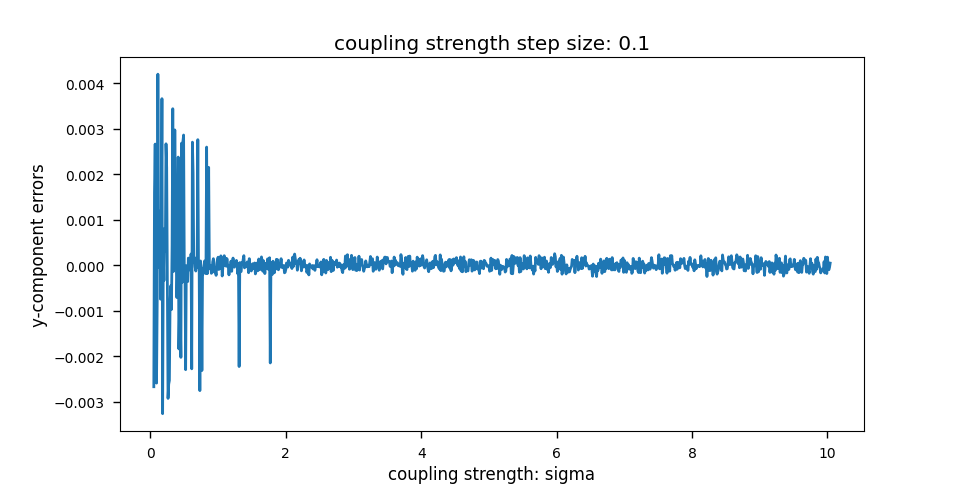 coupling strength step size: 0.1
0.004
0.003
0.002
0.001
0.000
−0.001
−0.002
−0.003
y-component errors
0 2 4 6 8 10
coupling strength: sigma